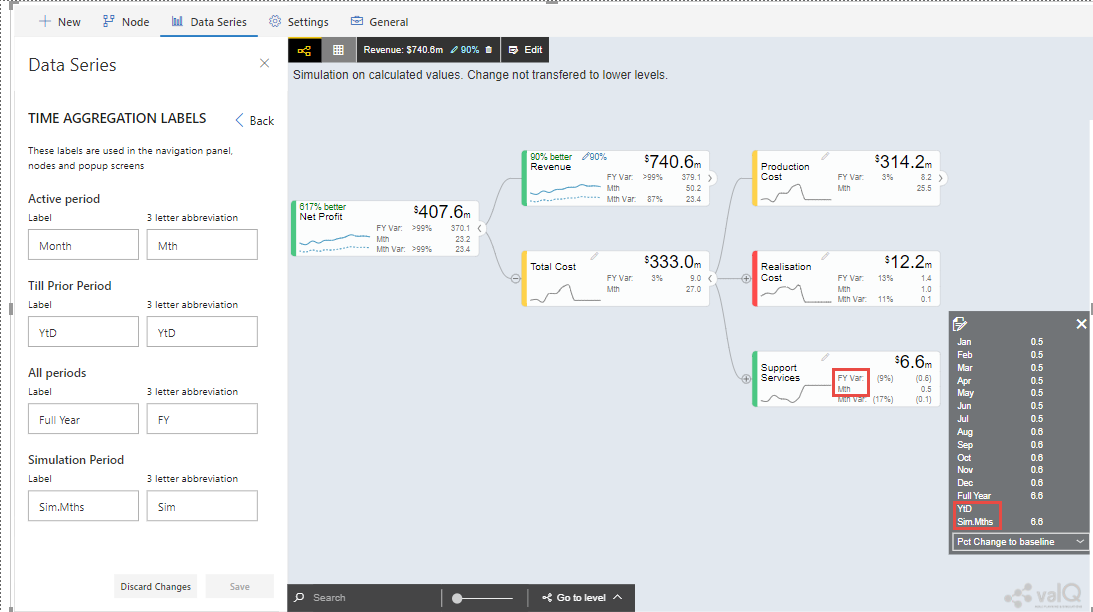 New
Node
Data Series
Settings
General
Data Series
TIME AGGREGATION LABELS
Back
These labels are used in the navigation panel,
nodes and popup screens
Active period
Label
3 letter abbreviation
Month
Mth
Till Prior Period
Label
3 letter abbreviation
YtD
YtD
All periods
Label
3 letter abbreviation
Full Year
FY
Simulation Period
Label
3 letter abbreviation
Sim.Mths
Sim
Discard Changes
Save
Revenue: $740.6m
90%
Edit
Simulation on calculated values. Change not transfered to lower levels.
617% better
Net Profit
$407.6m
FY Var: >99% 370.1
Mth 23.2
Mth Var: >99% 23.4
90% better
90%
Revenue
$740.6m
FY Var: >99% 379.1
Mth 50.2
Mth Var: 87% 23.4
Total Cost
$333.0m
FY Var: 3% 9.0
Mth 27.0
Production
Cost
$314.2m
FY Var: 3% 8.2
Mth 25.5
Realisation
Cost
$12.2m
FY Var: 13% 1.4
Mth 1.0
Mth Var: 11% 0.1
Support
Services
$6.6m
FY Var: (9%) (0.6)
Mth 0.5
Mth Var: (17%) (0.1)
Jan 0.5
Feb 0.5
Mar 0.5
Apr 0.5
May 0.5
Jun 0.5
Jul 0.5
Aug 0.6
Sep 0.6
Oct 0.6
Nov 0.6
Dec 0.6
Full Year 6.6
YtD
Sim.Mths 6.6
Pct Change to baseline
Search
Go to level
valQ